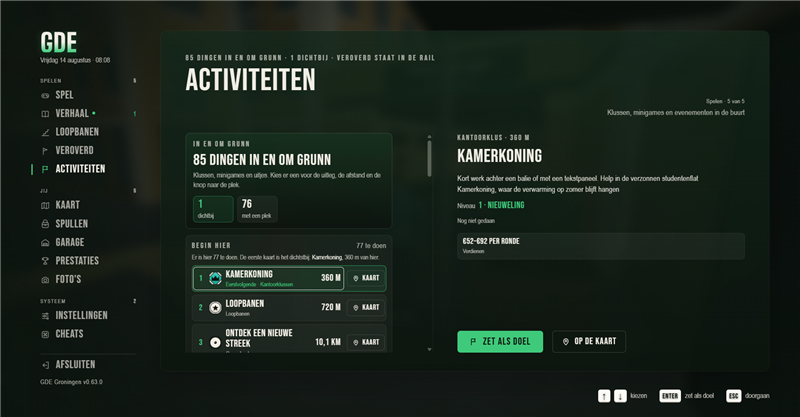 GDE
Vrijdag 14 augustus · 08:08
SPELEN 5
SPEL
VERHAAL 1
LOOPBANEN
VEROVERD
ACTIVITEITEN
JIJ 5
KAART
SPULLEN
GARAGE
PRESTATIES
FOTO'S
SYSTEEM 2
INSTELLINGEN
CHEATS
AFSLUITEN
GDE Groningen v0.63.0
85 DINGEN IN EN OM GRUNN · 1 DICHTBIJ · VEROVERD STAAT IN DE RAIL
ACTIVITEITEN
Spelen · 5 van 5
Klussen, minigames en evenementen in de buurt
IN EN OM GRUNN
85 DINGEN IN EN OM GRUNN
Klussen, minigames en uitjes. Kies er een voor de uitleg, de afstand en de
knop naar de plek.
1
dichtbij
76
met een plek
BEGIN HIER 77 te doen
Er is hier 77 te doen. De eerste kaart is het dichtstbij: Kamerkoning, 360 m van hier.
1 KAMERKONING 360 M KAART
Eerstvolgende · Kantoorklussen
2 LOOPBANEN 720 M KAART
Loopbanen
3 ONTDEK EEN NIEUWE STREEK 10,1 KM KAART
KANTOORKLUS · 360 M
KAMERKONING
Kort werk achter een balie of met een tekstpaneel. Help in de verzonnen studentenflat
Kamerkoning, waar de verwarming op zomer blijft hangen
Niveau 1 · NIEUWELING
Nog niet gedaan
€52–€92 PER RONDE
Verdienen
ZET ALS DOEL
OP DE KAART
↑ ↓ kiezen ENTER zet als doel ESC doorgaan